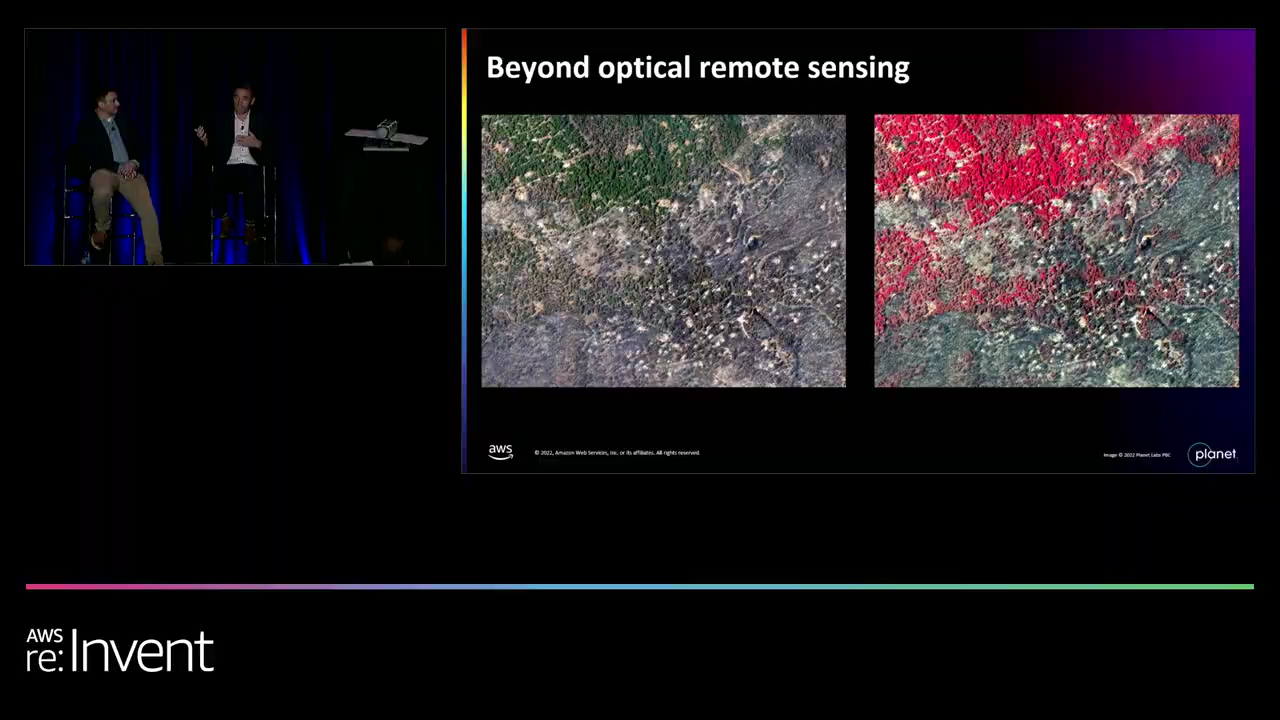 Beyond optical remote sensing
aws
© 2022, Amazon Web Services, Inc. or its affiliates. All rights reserved.
Image © 2022 Planet Labs PBC
planet.
AWS
re:Invent